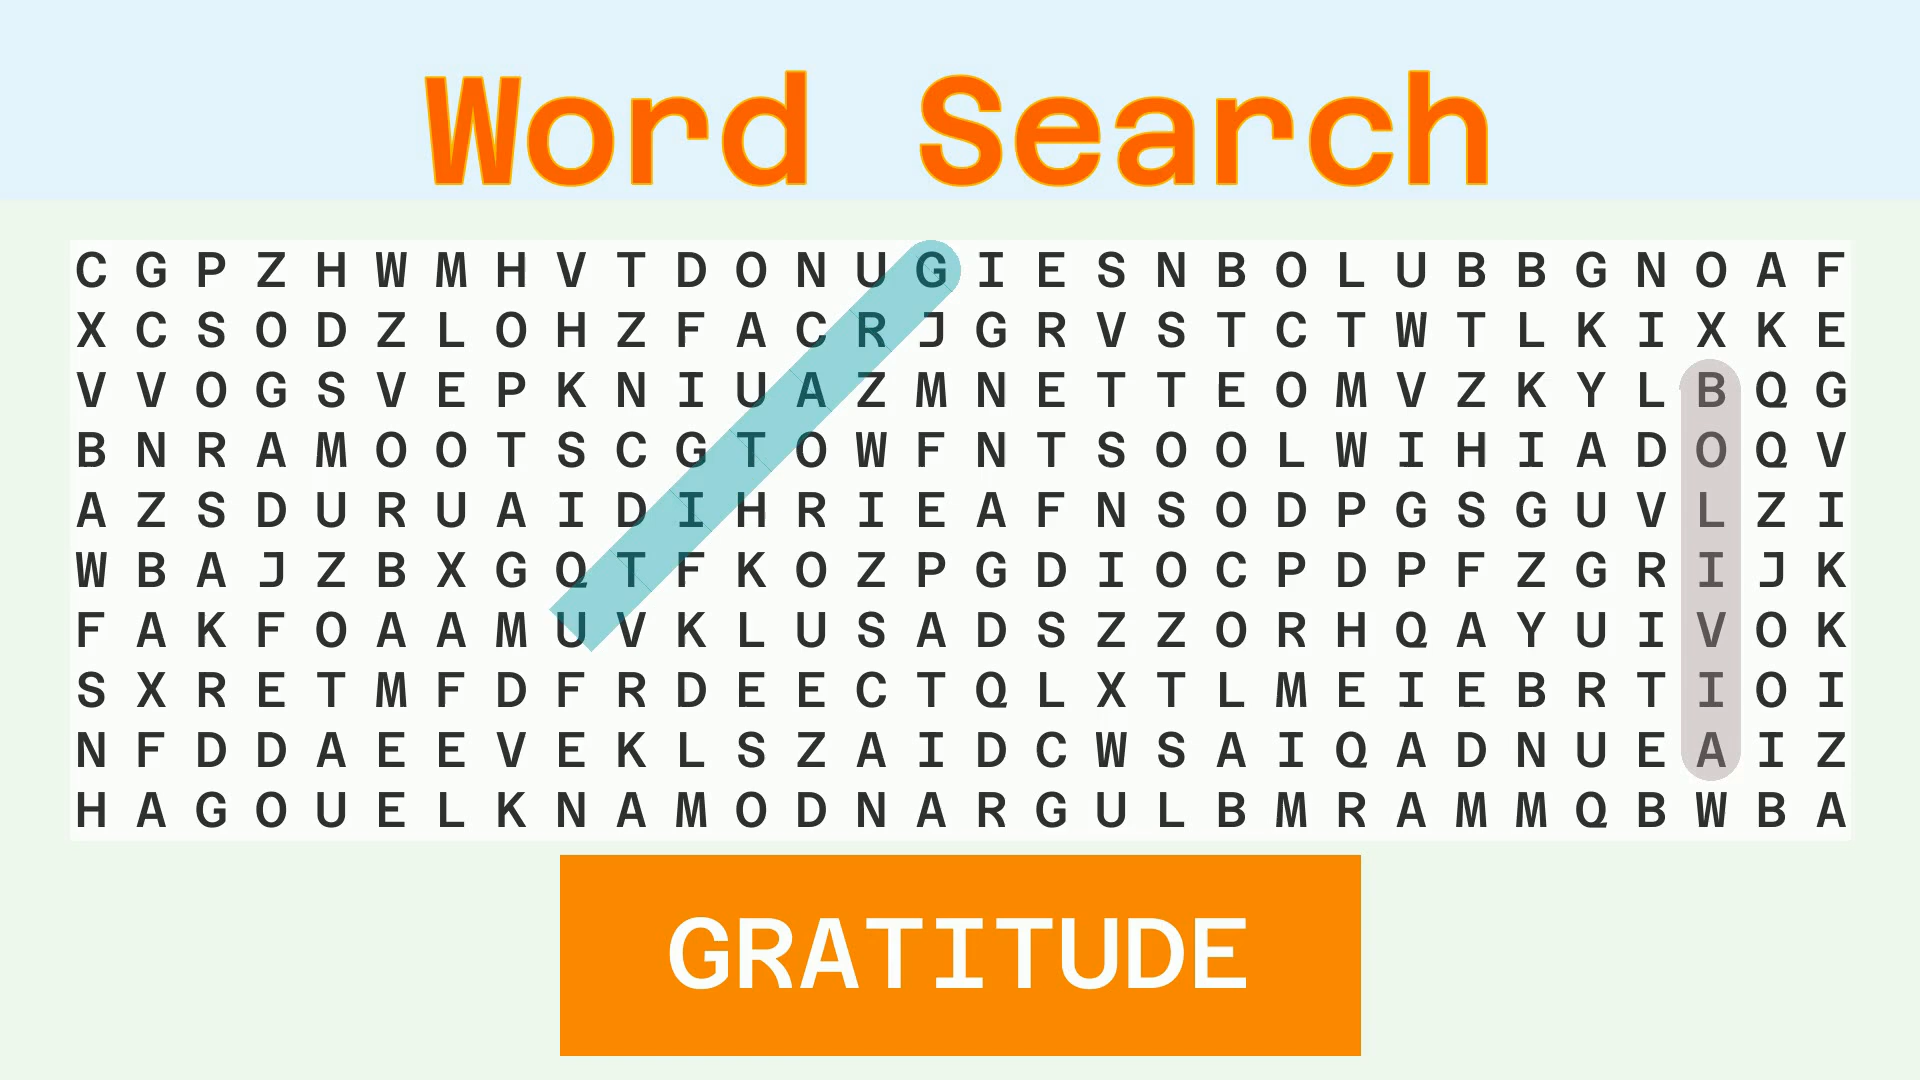 Word Search
C G P Z H W M H V T D O N U G I E S N B O L U B B G N O A F
X C S O D Z L O H Z F A C R J G R V S T C T W T L K I X K E
V V O G S V E P K N I U A Z M N E T T E O M V Z K Y L B Q G
B N R A M O O T S C G T O W F N T S O O L W I H I A D O Q V
A Z S D U R U A I D I H R I E A F N S O D P G S G U V L Z I
W B A J Z B X G Q T F K O Z P G D I O C P D P F Z G R I J K
F A K F O A A M U V K L U S A D S Z Z O R H Q A Y U I V O K
S X R E T M F D F R D E E C T Q L X T L M E I E B R T I O I
N F D D A E E V E K L S Z A I D C W S A I Q A D N U E A I Z
H A G O U E L K N A M O D N A R G U L B M R A M M Q B W B A
GRATITUDE